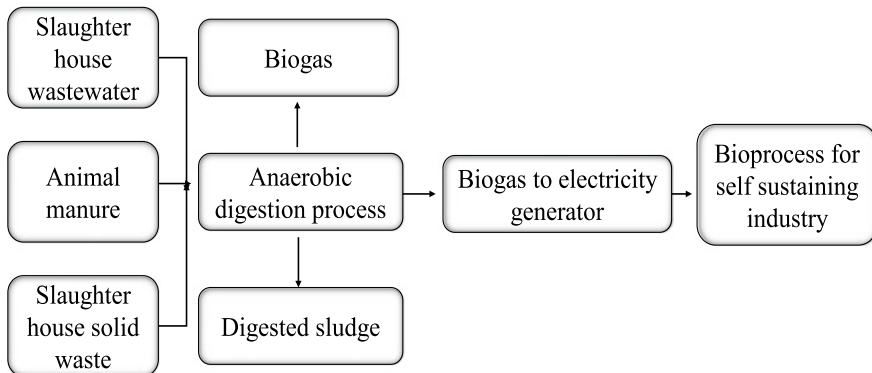 Slaughter
house
wastewater
Animal
manure
Slaughter
house solid
waste
Biogas
Anaerobic
digestion process
Digested sludge
Biogas to electricity
generator
Bioprocess for
self sustaining
industry